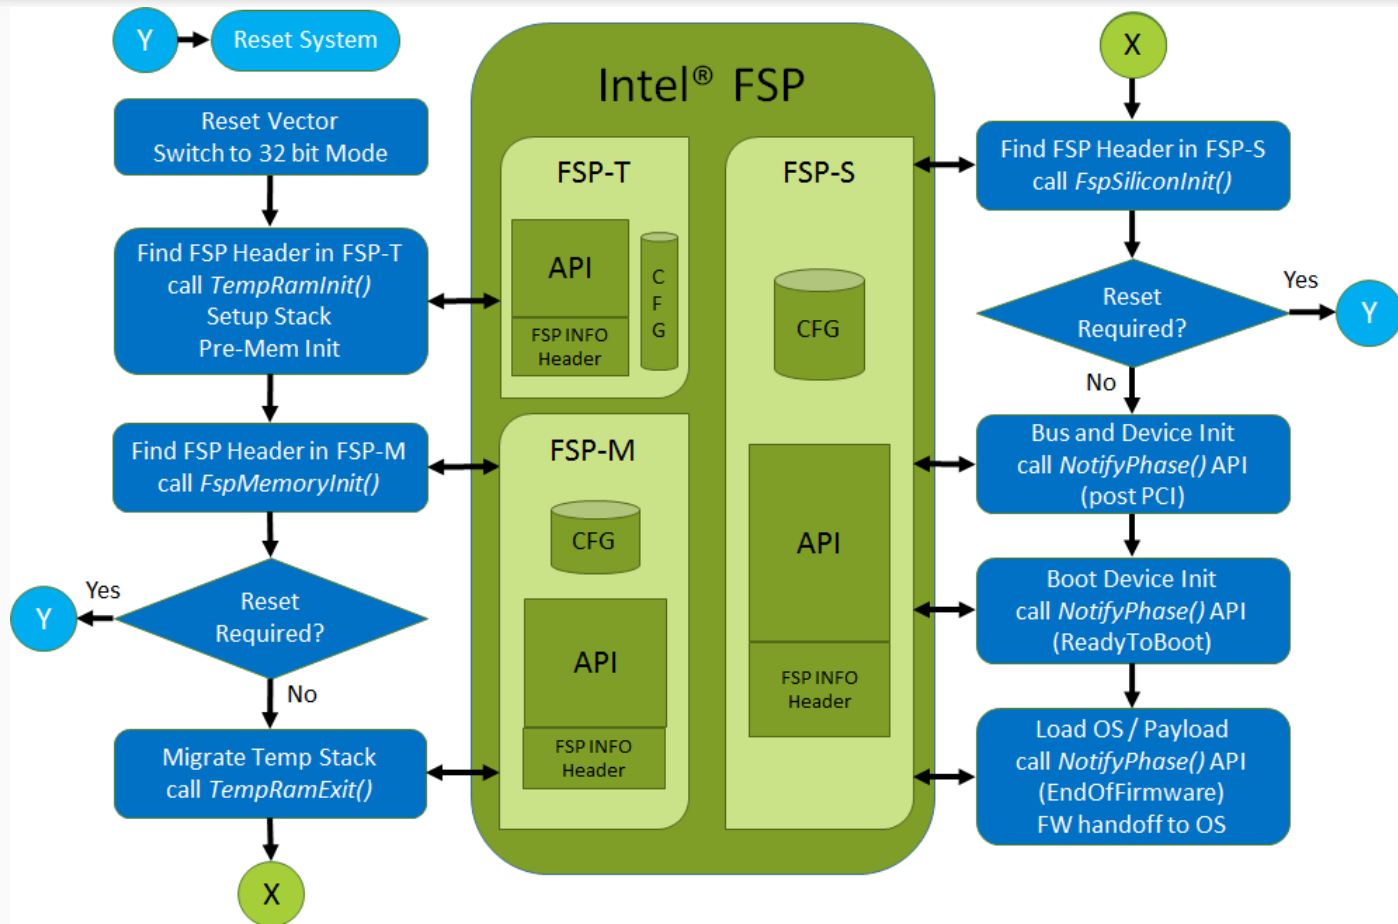 Y
Reset System
Reset Vector
Switch to 32 bit Mode
Find FSP Header in FSP-T
call TempRamInit()
Setup Stack
Pre-Mem Init
Find FSP Header in FSP-M
call FspMemoryInit()
Reset
Required?
Yes
Y
No
Migrate Temp Stack
call TempRamExit()
X
Intel® FSP
FSP-T
API
FSP INFO
Header
C
F
G
FSP-M
CFG
API
FSP INFO
Header
FSP-S
CFG
API
FSP INFO
Header
X
Find FSP Header in FSP-S
call FspSiliconInit()
Reset
Required?
Yes
Y
No
Bus and Device Init
call NotifyPhase() API
(post PCI)
Boot Device Init
call NotifyPhase() API
(ReadyToBoot)
Load OS / Payload
call NotifyPhase() API
(EndOfFirmware)
FW handoff to OS